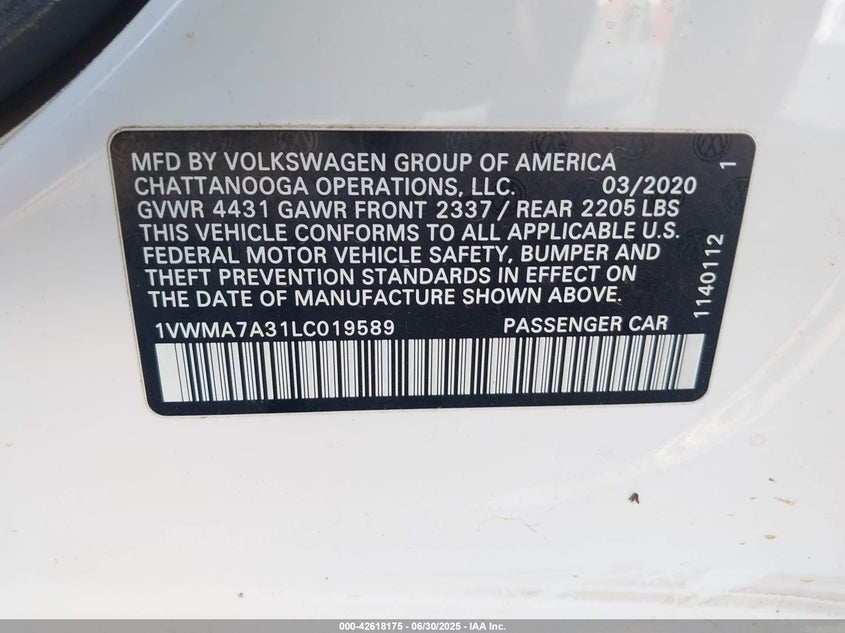 MFD BY VOLKSWAGEN GROUP OF AMERICA
CHATTANOOGA OPERATIONS, LLC. 03/2020
GVWR 4431 GAWR FRONT 2337 / REAR 2205 LBS
THIS VEHICLE CONFORMS TO ALL APPLICABLE U.S.
FEDERAL MOTOR VEHICLE SAFETY, BUMPER AND
THEFT PREVENTION STANDARDS IN EFFECT ON
THE DATE OF MANUFACTURE SHOWN ABOVE.
1VWMA7A31LC019589 PASSENGER CAR
1140112 1
000-42618175 - 06/30/2025 - IAA Inc.